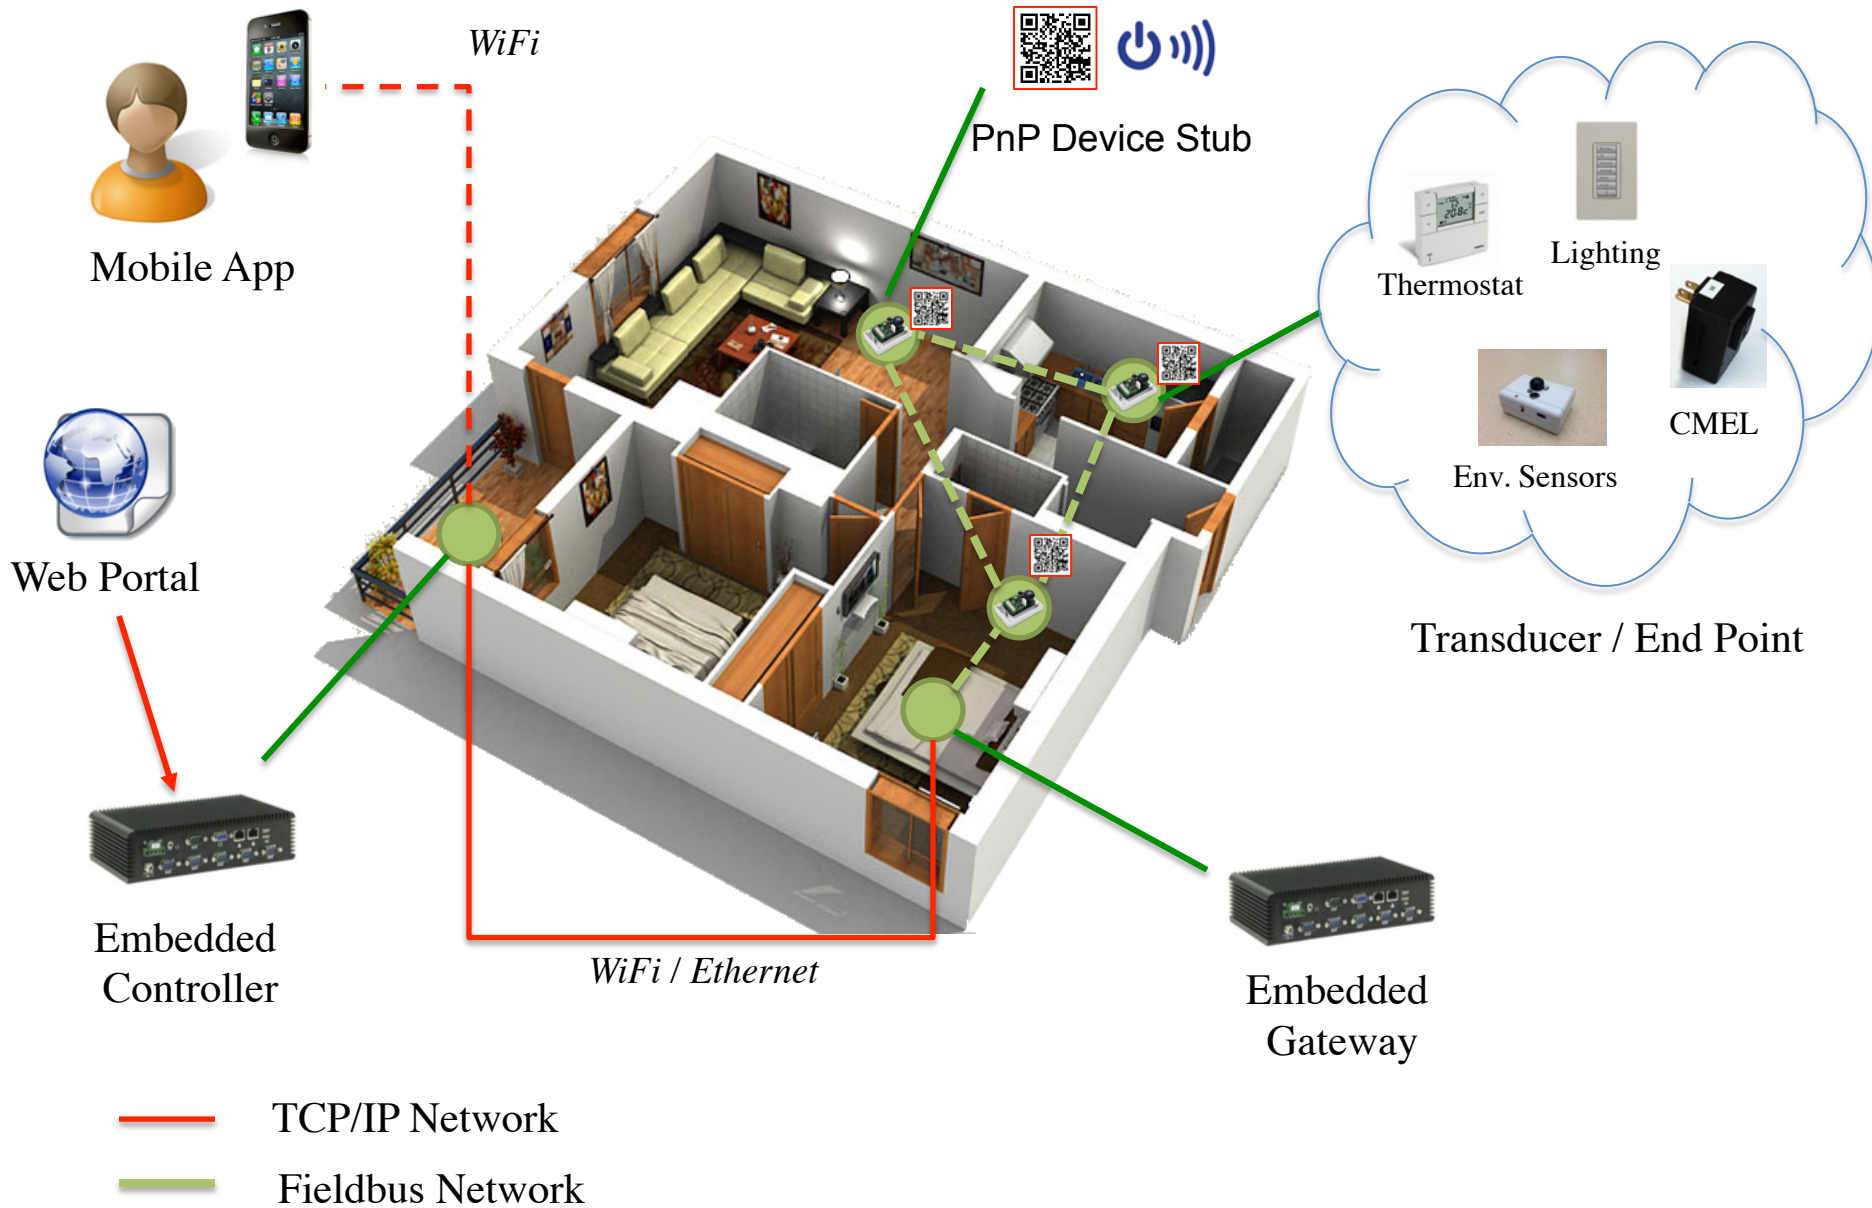 WiFi
PnP Device Stub
Mobile App
Thermostat
Lighting
CMEL
Env. Sensors
Web Portal
Transducer / End Point
Embedded
Controller
WiFi / Ethernet
Embedded
Gateway
TCP/IP Network
Fieldbus Network